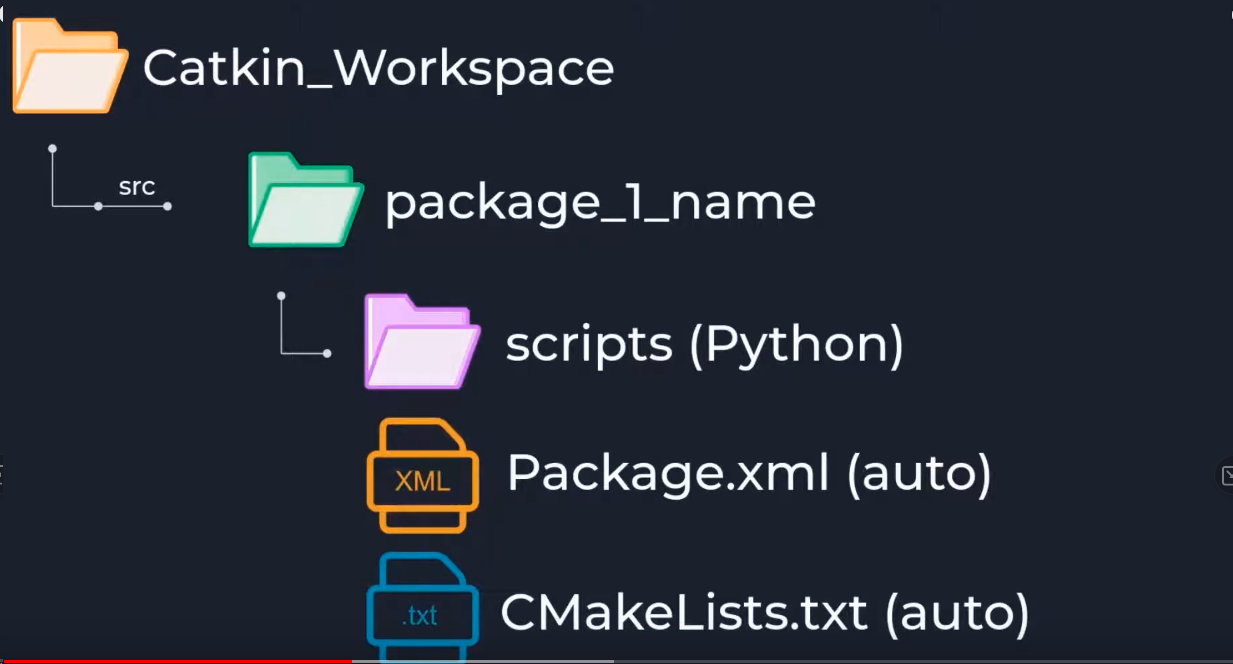 Catkin_Workspace
src
package_1_name
scripts (Python)
XML
Package.xml (auto)
.txt
CMakeLists.txt (auto)